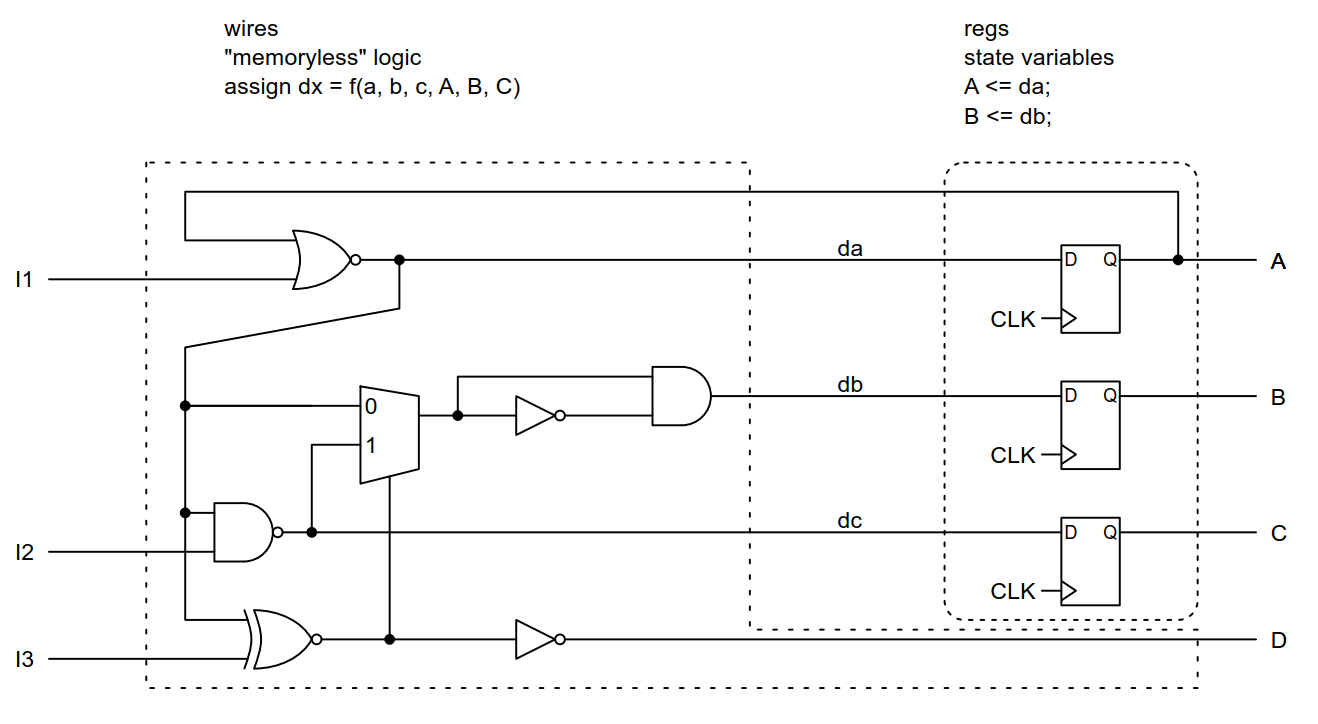 wires
"memoryless" logic
assign dx = f(a, b, c, A, B, C)
regs
state variables
A <= da;
B <= db;
I1
da
D Q
A
CLK
0
1
db
D Q
B
CLK
I2
dc
D Q
C
CLK
I3
D